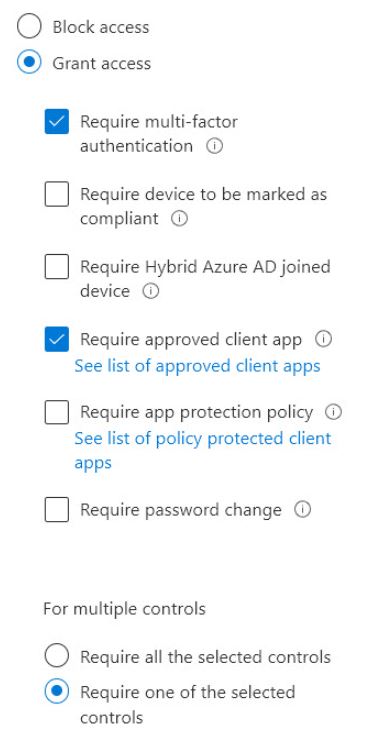 Block access
Grant access
Require multi-factor
authentication
Require device to be marked as
compliant
Require Hybrid Azure AD joined
device
Require approved client app
See list of approved client apps
Require app protection policy
See list of policy protected client
apps
Require password change
For multiple controls
Require all the selected controls
Require one of the selected
controls